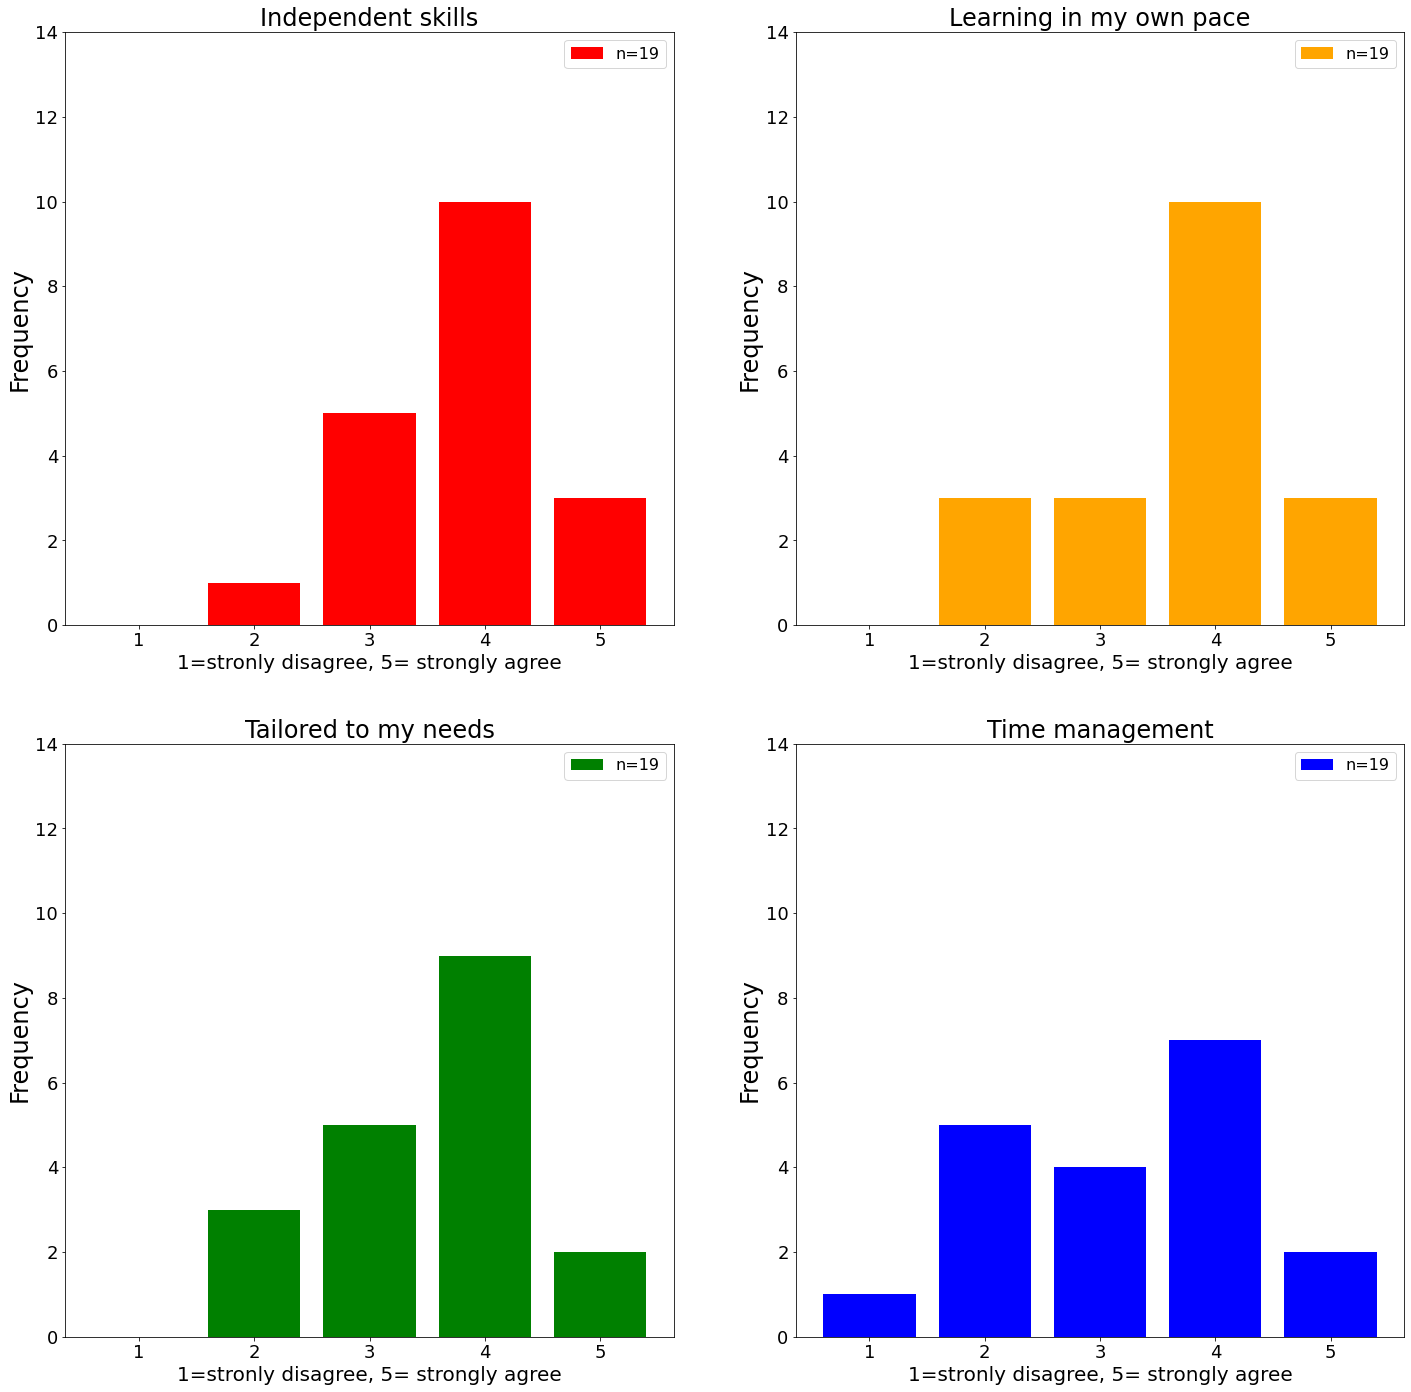 Independent skills
n=19
14
12
10
8
6
4
2
0
Frequency
1 2 3 4 5
1=stronly disagree, 5= strongly agree
Learning in my own pace
n=19
14
12
10
8
6
4
2
0
Frequency
1 2 3 4 5
1=stronly disagree, 5= strongly agree
Tailored to my needs
n=19
14
12
10
8
6
4
2
0
Frequency
1 2 3 4 5
1=stronly disagree, 5= strongly agree
Time management
n=19
14
12
10
8
6
4
2
0
Frequency
1 2 3 4 5
1=stronly disagree, 5= strongly agree